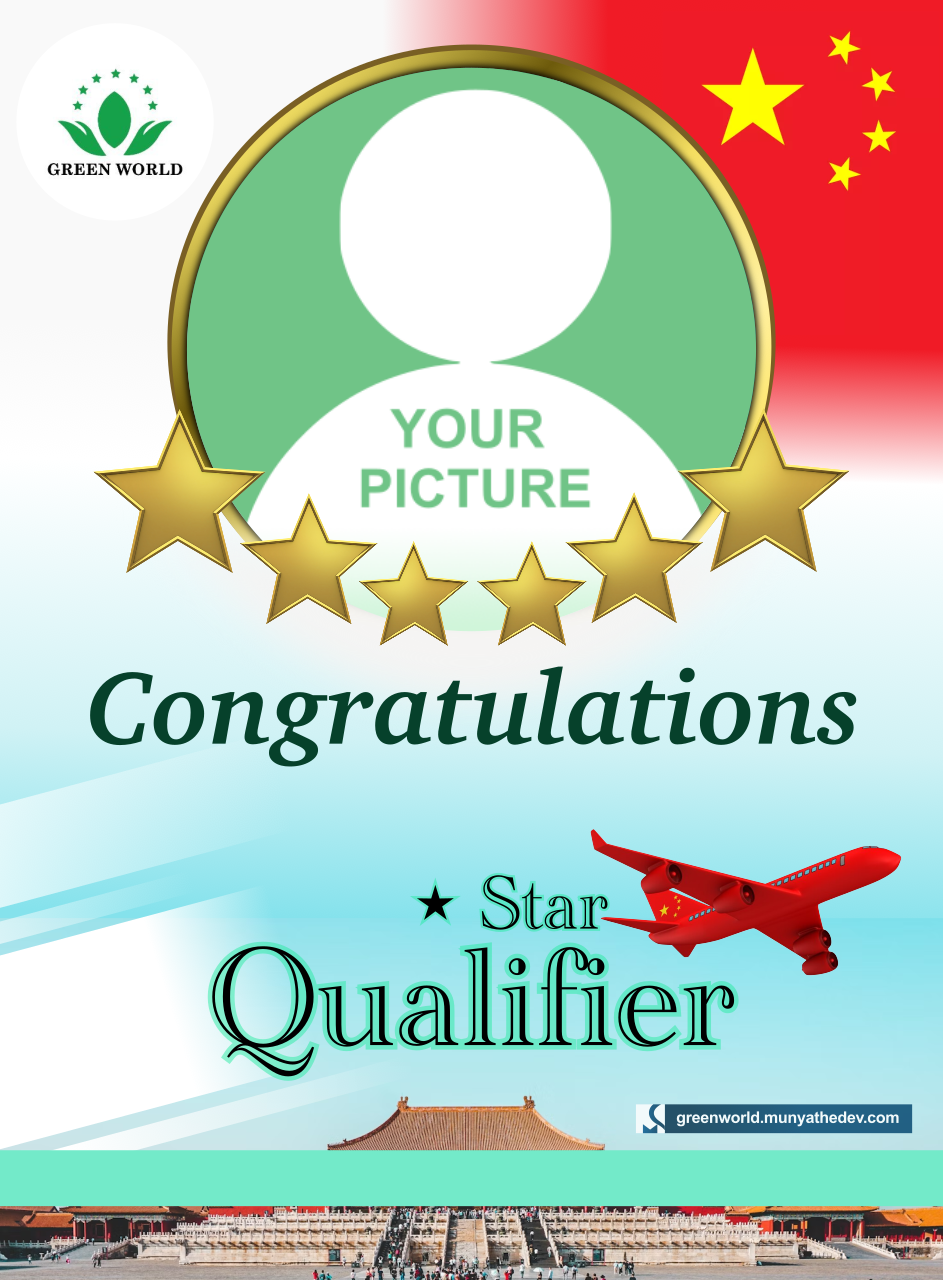 GREEN WORLD
YOUR
PICTURE
Congratulations
Star
Qualifier
greenworld.munyathedev.com